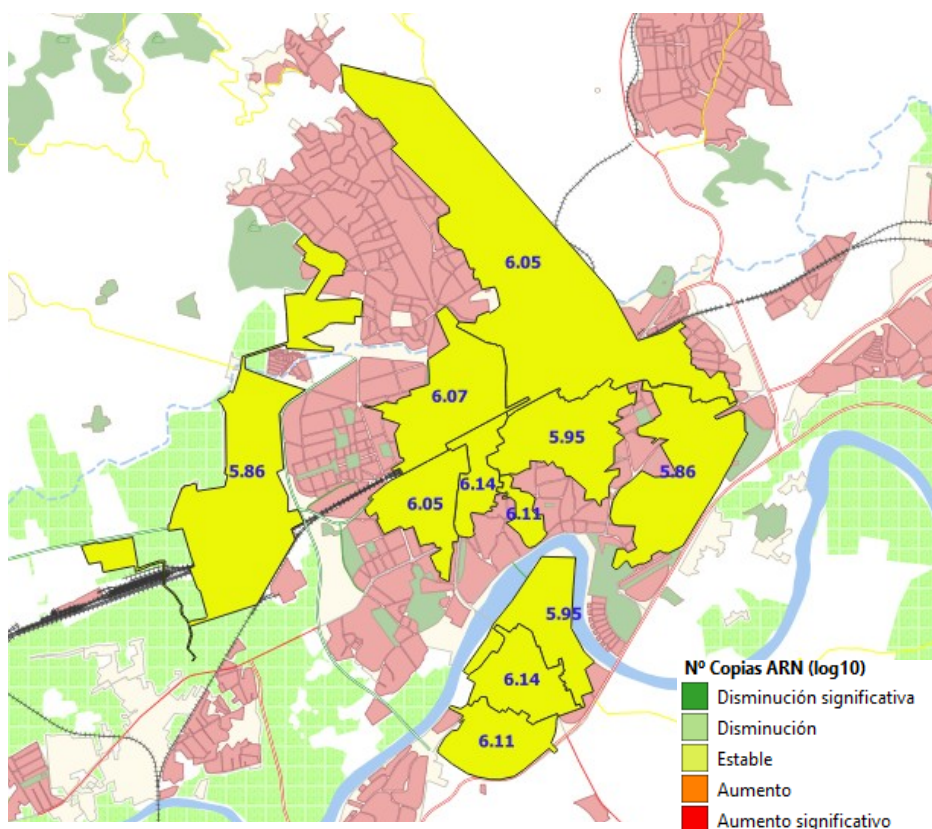 6.05
6.07
5.95
5.86
5.86
6.14
6.05
6.11
5.95
6.14
6.11
Nº Copias ARN (log10)
Disminución significativa
Disminución
Estable
Aumento
Aumento significativo